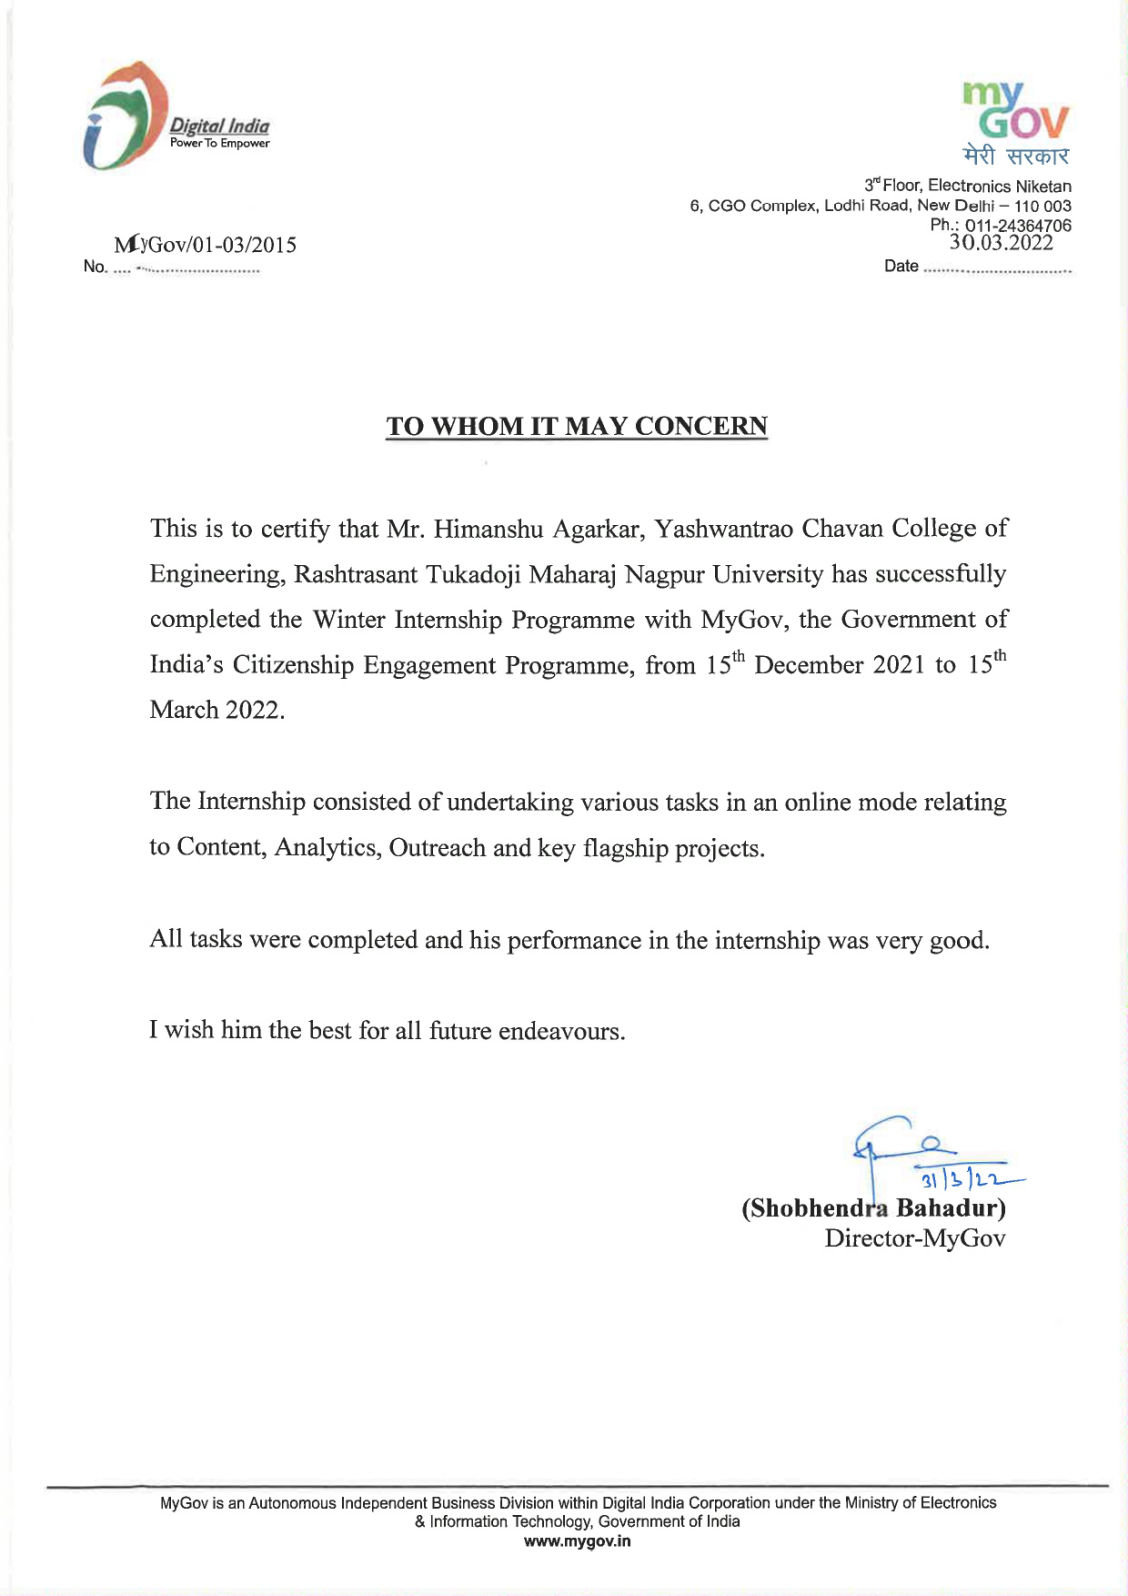 Digital India
Power To Empower
my
GOV
मेरी सरकार
3rd Floor, Electronics Niketan
6, CGO Complex, Lodhi Road, New Delhi – 110 003
Ph.: 011-24364706
MyGov/01-03/2015
30.03.2022
No. .... ............................
Date .................................
TO WHOM IT MAY CONCERN
This is to certify that Mr. Himanshu Agarkar, Yashwantrao Chavan College of
Engineering, Rashtrasant Tukadoji Maharaj Nagpur University has successfully
completed the Winter Internship Programme with MyGov, the Government of
India's Citizenship Engagement Programme, from 15th December 2021 to 15th
March 2022.
The Internship consisted of undertaking various tasks in an online mode relating
to Content, Analytics, Outreach and key flagship projects.
All tasks were completed and his performance in the internship was very good.
I wish him the best for all future endeavours.
31/3/22
(Shobhendra Bahadur)
Director-MyGov
MyGov is an Autonomous Independent Business Division within Digital India Corporation under the Ministry of Electronics
& Information Technology, Government of India
www.mygov.in